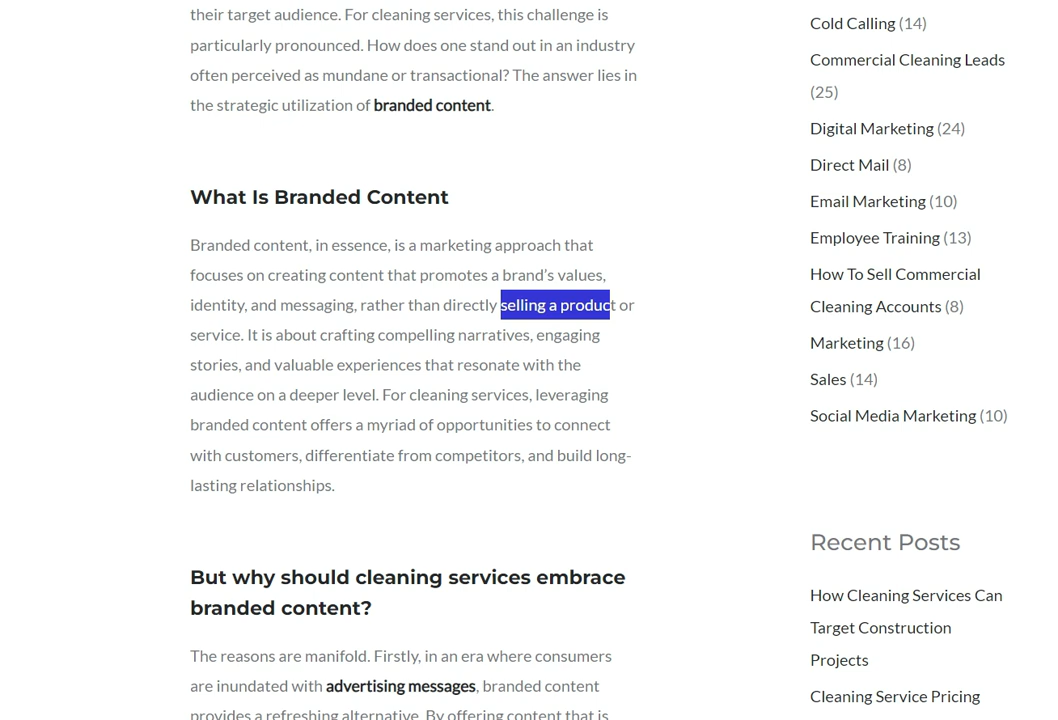 their target audience. For cleaning services, this challenge is
particularly pronounced. How does one stand out in an industry
often perceived as mundane or transactional? The answer lies in
the strategic utilization of branded content.
What Is Branded Content
Branded content, in essence, is a marketing approach that
focuses on creating content that promotes a brand’s values,
identity, and messaging, rather than directly selling a product or
service. It is about crafting compelling narratives, engaging
stories, and valuable experiences that resonate with the
audience on a deeper level. For cleaning services, leveraging
branded content offers a myriad of opportunities to connect
with customers, differentiate from competitors, and build long-
lasting relationships.
But why should cleaning services embrace
branded content?
The reasons are manifold. Firstly, in an era where consumers
are inundated with advertising messages, branded content
provides a refreshing alternative. By offering content that is
Cold Calling (14)
Commercial Cleaning Leads
(25)
Digital Marketing (24)
Direct Mail (8)
Email Marketing (10)
Employee Training (13)
How To Sell Commercial
Cleaning Accounts (8)
Marketing (16)
Sales (14)
Social Media Marketing (10)
Recent Posts
How Cleaning Services Can
Target Construction
Projects
Cleaning Service Pricing